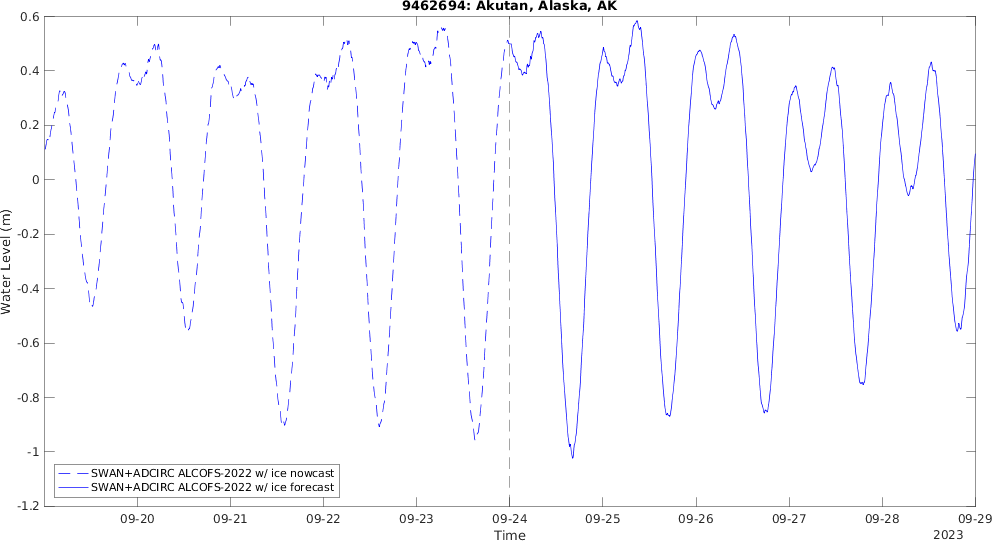 9462694: Akutan, Alaska, AK
Water Level (m)
0.6
0.4
0.2
0
-0.2
-0.4
-0.6
-0.8
-1
-1.2
SWAN+ADCIRC ALCOFS-2022 w/ ice nowcast
SWAN+ADCIRC ALCOFS-2022 w/ ice forecast
09-20 09-21 09-22 09-23 09-24 09-25 09-26 09-27 09-28 09-29
Time
2023